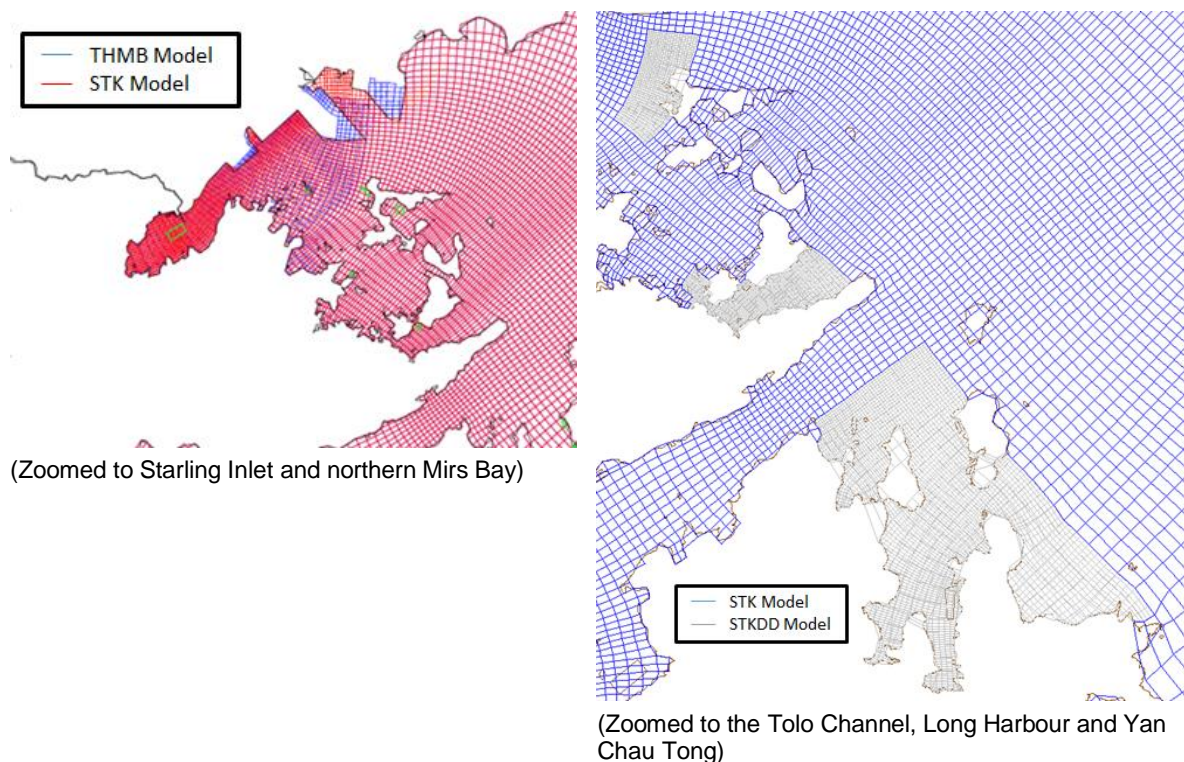 THMB Model
STK Model
(Zoomed to Starling Inlet and northern Mirs Bay)
STK Model
STKDD Model
(Zoomed to the Tolo Channel, Long Harbour and Yan
Chau Tong)